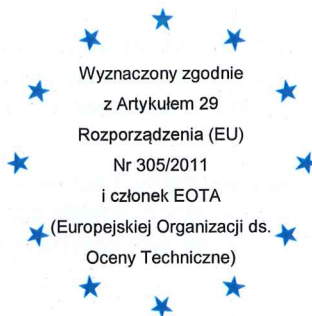 Wyznaczony zgodnie
z Artykułem 29
Rozporządzenia (EU)
Nr 305/2011
i członek EOTA
(Europejskiej Organizacji ds.
Oceny Techniczne)